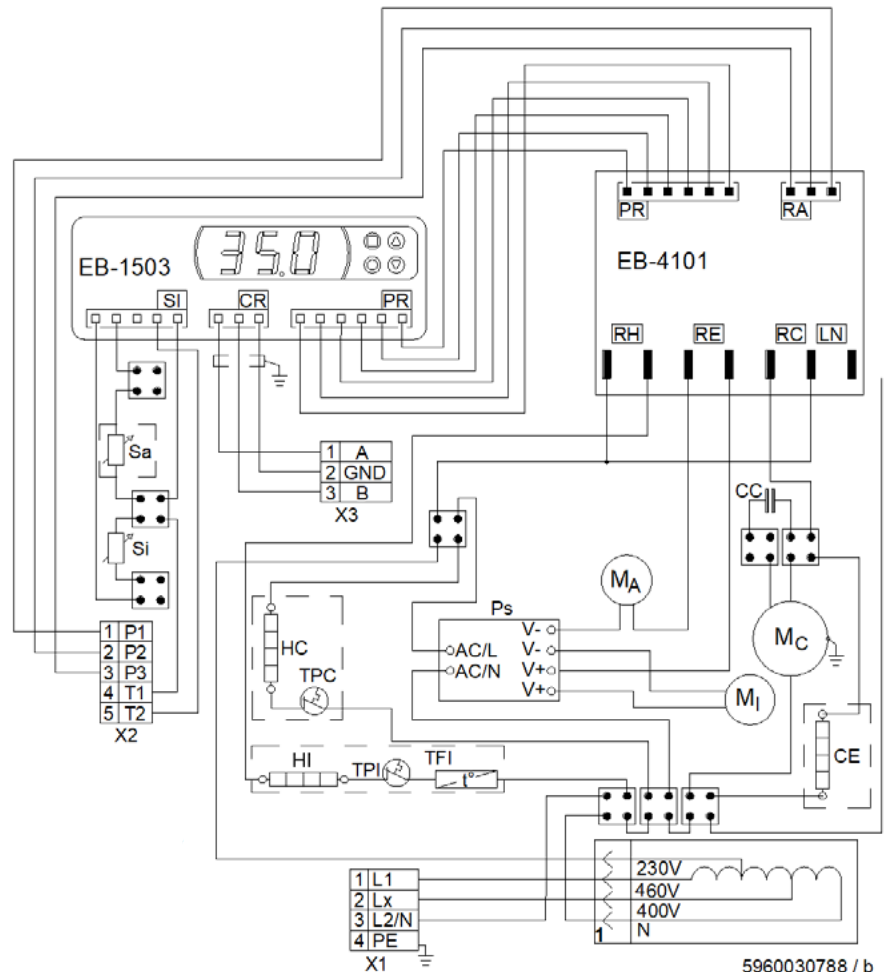 PR
RA
EB-4101
35.0
EB-1503
SI
CR
PR
RH
RE
RC
LN
Sa
1 A
2 GND
3 B
X3
CC
Si
MA
Ps
MC
1 P1
2 P2
3 P3
4 T1
5 T2
X2
HC
TPC
AC/L
AC/N
V-
V-
V+
V+
MI
HI
TPI
TFI
t°
CE
1 L1
2 Lx
3 L2/N
4 PE
X1
230V
460V
400V
N
1
5960030788 / b